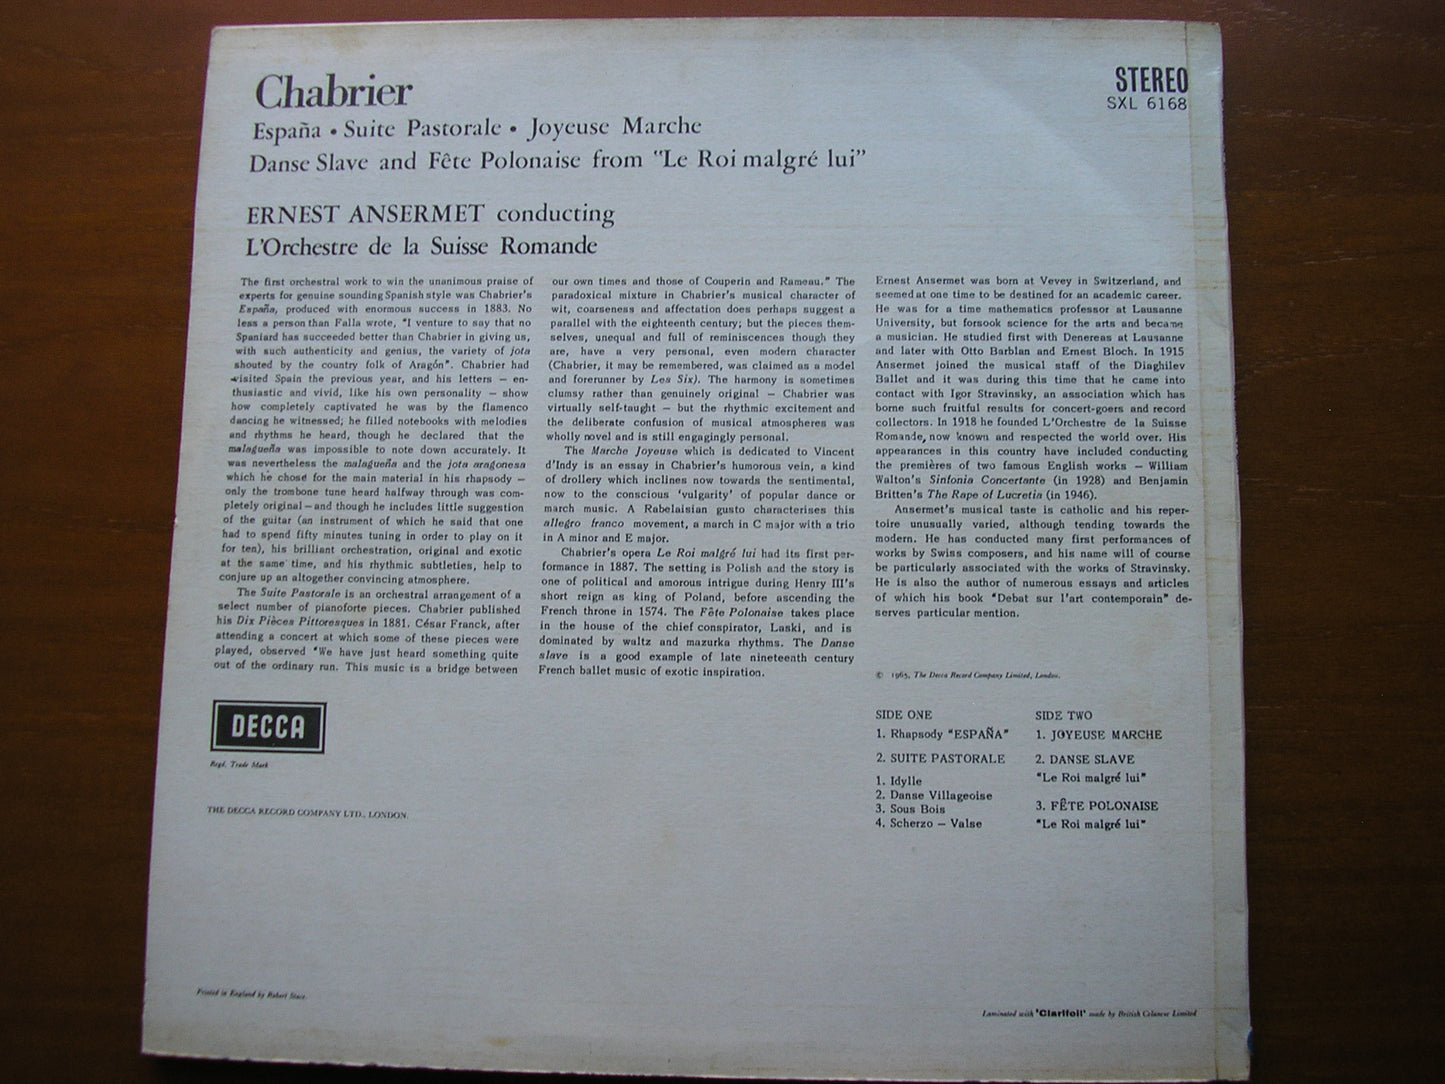 Chabrier
España • Suite Pastorale • Joyeuse Marche
Danse Slave and Fête Polonaise from "Le Roi malgré lui"
STEREO
SXL 6168
ERNEST ANSERMET conducting
L'Orchestre de la Suisse Romande
The first orchestral work to win the unanimous praise of
experts for genuine sounding Spanish style was Chabrier's
España, produced with enormous success in 1883. No
less a person than Falla wrote, "I venture to say that no
Spaniard has succeeded better than Chabrier in giving us,
with such authenticity and genius, the variety of jota
shouted by the country folk of Aragón". Chabrier had
visited Spain the previous year, and his letters – en-
thusiastic and vivid, like his own personality – show
how completely captivated he was by the flamenco
dancing he witnessed; he filled notebooks with melodies
and rhythms he heard, though he declared that the
malagueña was impossible to note down accurately. It
was nevertheless the malagueña and the jota aragonesa
which he chose for the main material in his rhapsody –
only the trombone tune heard halfway through was com-
pletely original – and though he includes little suggestion
of the guitar (an instrument of which he said that one
had to spend fifty minutes tuning in order to play on it
for ten), his brilliant orchestration, original and exotic
at the same time, and his rhythmic subtleties, help to
conjure up an altogether convincing atmosphere.
The Suite Pastorale is an orchestral arrangement of a
select number of pianoforte pieces. Chabrier published
his Dix Pièces Pittoresques in 1881. César Franck, after
attending a concert at which some of these pieces were
played, observed "We have just heard something quite
out of the ordinary run. This music is a bridge between
our own times and those of Couperin and Rameau." The
paradoxical mixture in Chabrier's musical character of
wit, coarseness and affectation does perhaps suggest a
parallel with the eighteenth century; but the pieces them-
selves, unequal and full of reminiscences though they
are, have a very personal, even modern character
(Chabrier, it may be remembered, was claimed as a model
and forerunner by Les Six). The harmony is sometimes
clumsy rather than genuinely original – Chabrier was
virtually self-taught – but the rhythmic excitement and
the deliberate confusion of musical atmospheres was
wholly novel and is still engagingly personal.
The Marche Joyeuse which is dedicated to Vincent
d'Indy is an essay in Chabrier's humorous vein, a kind
of drollery which inclines now towards the sentimental,
now to the conscious 'vulgarity' of popular dance or
march music. A Rabelaisian gusto characterises this
allegro franco movement, a march in C major with a trio
in A minor and E major.
Chabrier's opera Le Roi malgré lui had its first per-
formance in 1887. The setting is Polish and the story is
one of political and amorous intrigue during Henry III's
short reign as king of Poland, before ascending the
French throne in 1574. The Fête Polonaise takes place
in the house of the chief conspirator, Laski, and is
dominated by waltz and mazurka rhythms. The Danse
slave is a good example of late nineteenth century
French ballet music of exotic inspiration.
Ernest Ansermet was born at Vevey in Switzerland, and
seemed at one time to be destined for an academic career.
He was for a time mathematics professor at Lausanne
University, but forsook science for the arts and became
a musician. He studied first with Denereas at Lausanne
and later with Otto Barblan and Ernest Bloch. In 1915
Ansermet joined the musical staff of the Diaghilev
Ballet and it was during this time that he came into
contact with Igor Stravinsky, an association which has
borne such fruitful results for concert-goers and record
collectors. In 1918 he founded L'Orchestre de la Suisse
Romande, now known and respected the world over. His
appearances in this country have included conducting
the premières of two famous English works – William
Walton's Sinfonia Concertante (in 1928) and Benjamin
Britten's The Rape of Lucretia (in 1946).
Ansermet's musical taste is catholic and his reper-
toire unusually varied, although tending towards the
modern. He has conducted many first performances of
works by Swiss composers, and his name will of course
be particularly associated with the works of Stravinsky.
He is also the author of numerous essays and articles
of which his book "Debat sur l'art contemporain" de-
serves particular mention.
© 1965, The Decca Record Company Limited, London.
SIDE ONE
1. Rhapsody "ESPAÑA"
2. SUITE PASTORALE
1. Idylle
2. Danse Villageoise
3. Sous Bois
4. Scherzo – Valse
SIDE TWO
1. JOYEUSE MARCHE
2. DANSE SLAVE
"Le Roi malgré lui"
3. FÊTE POLONAISE
"Le Roi malgré lui"
DECCA
Regd. Trade Mark
THE DECCA RECORD COMPANY LTD., LONDON.
Printed in England by Robert Stace
Laminated with 'Clarifoil' made by British Celanese Limited